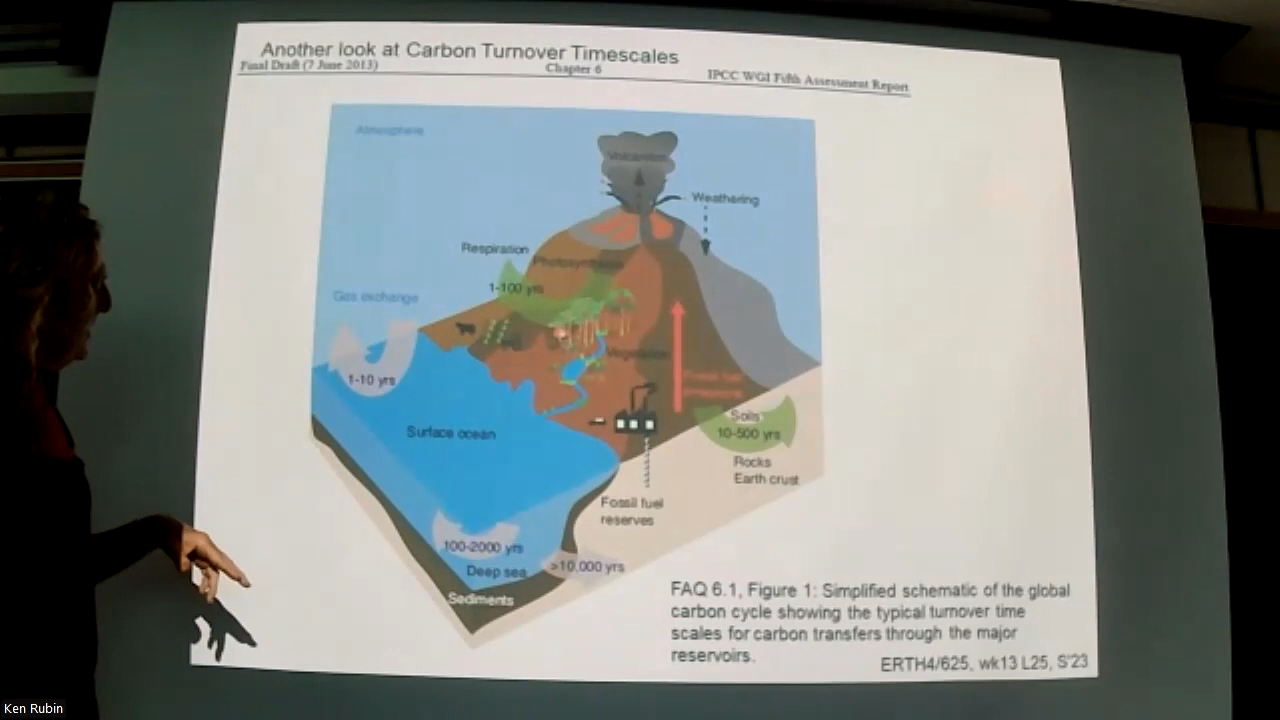 Another look at Carbon Turnover Timescales
Final Draft (7 June 2013)
Chapter 6
IPCC WGI Fifth Assessment Report
Atmosphere
Volcanism
Weathering
Respiration
Photosynthesis
1-100 yrs
Gas exchange
1-10 yrs
Vegetation
Surface ocean
Soils
10-500 yrs
Rocks
Earth crust
Fossil fuel
reserves
100-2000 yrs
Deep sea
>10,000 yrs
Sediments
FAQ 6.1, Figure 1: Simplified schematic of the global
carbon cycle showing the typical turnover time
scales for carbon transfers through the major
reservoirs.
ERTH4/625, wk13 L25, S'23
Ken Rubin